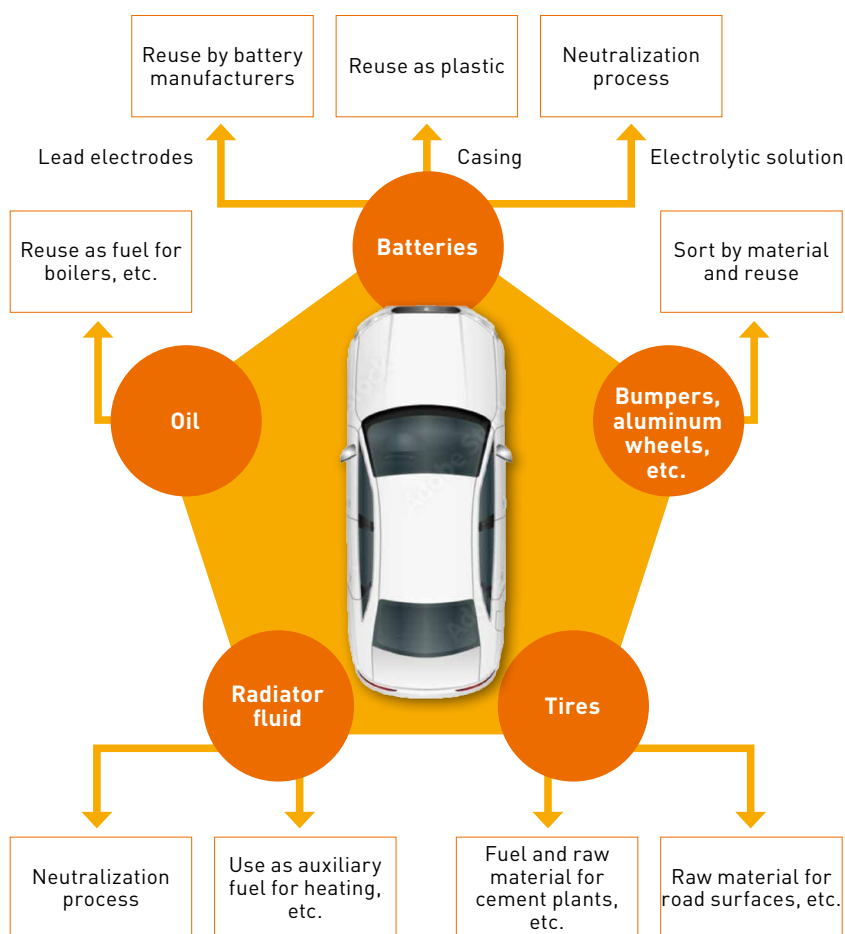 Reuse by battery
manufacturers
Reuse as plastic
Neutralization
process
Lead electrodes
Casing
Electrolytic solution
Batteries
Reuse as fuel for
boilers, etc.
Sort by material
and reuse
Oil
Bumpers,
aluminum
wheels,
etc.
Radiator
fluid
Tires
Neutralization
process
Use as auxiliary
fuel for heating,
etc.
Fuel and raw
material for
cement plants,
etc.
Raw material for
road surfaces, etc.